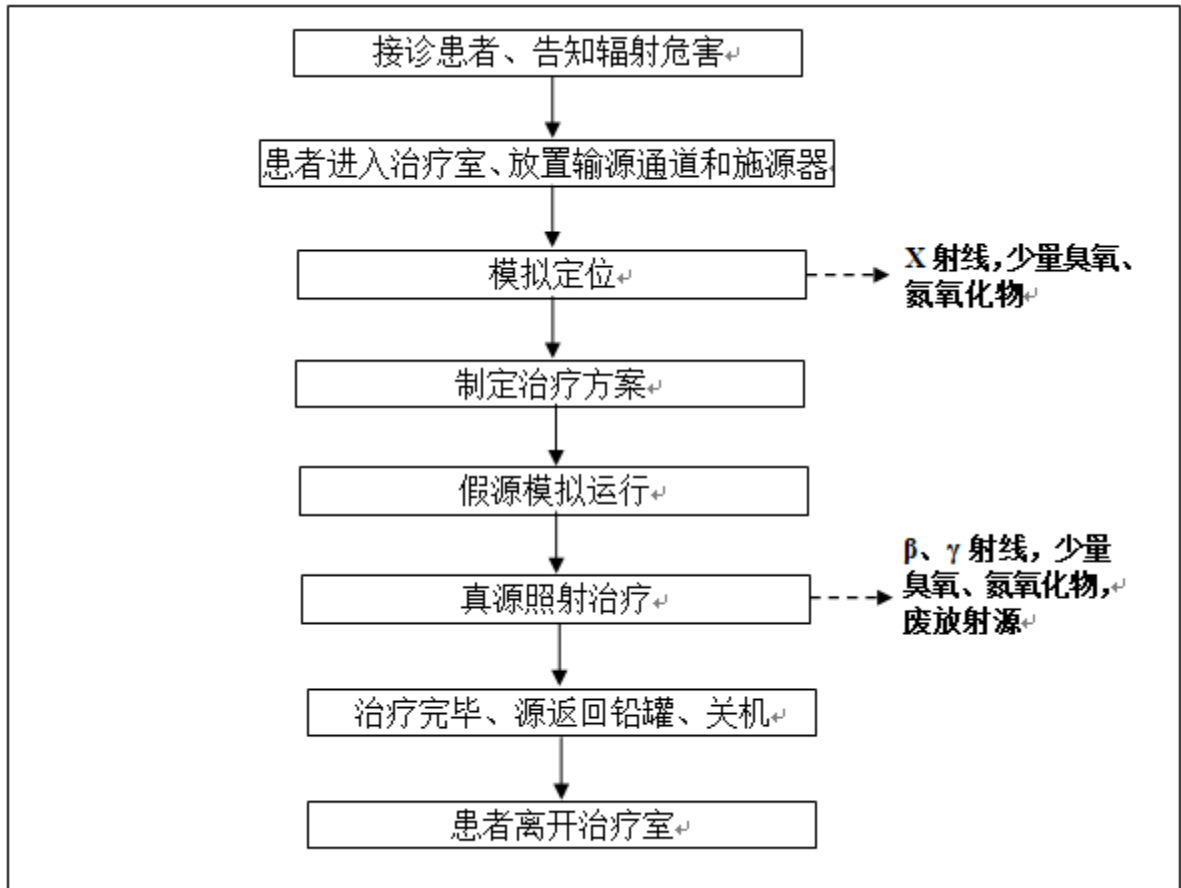 接诊患者、告知辐射危害
患者进入治疗室、放置输源通道和施源器
模拟定位
X 射线，少量臭氧、
氮氧化物
制定治疗方案
假源模拟运行
真源照射治疗
β、γ 射线，少量
臭氧、氮氧化物，
废放射源
治疗完毕、源返回铅罐、关机
患者离开治疗室